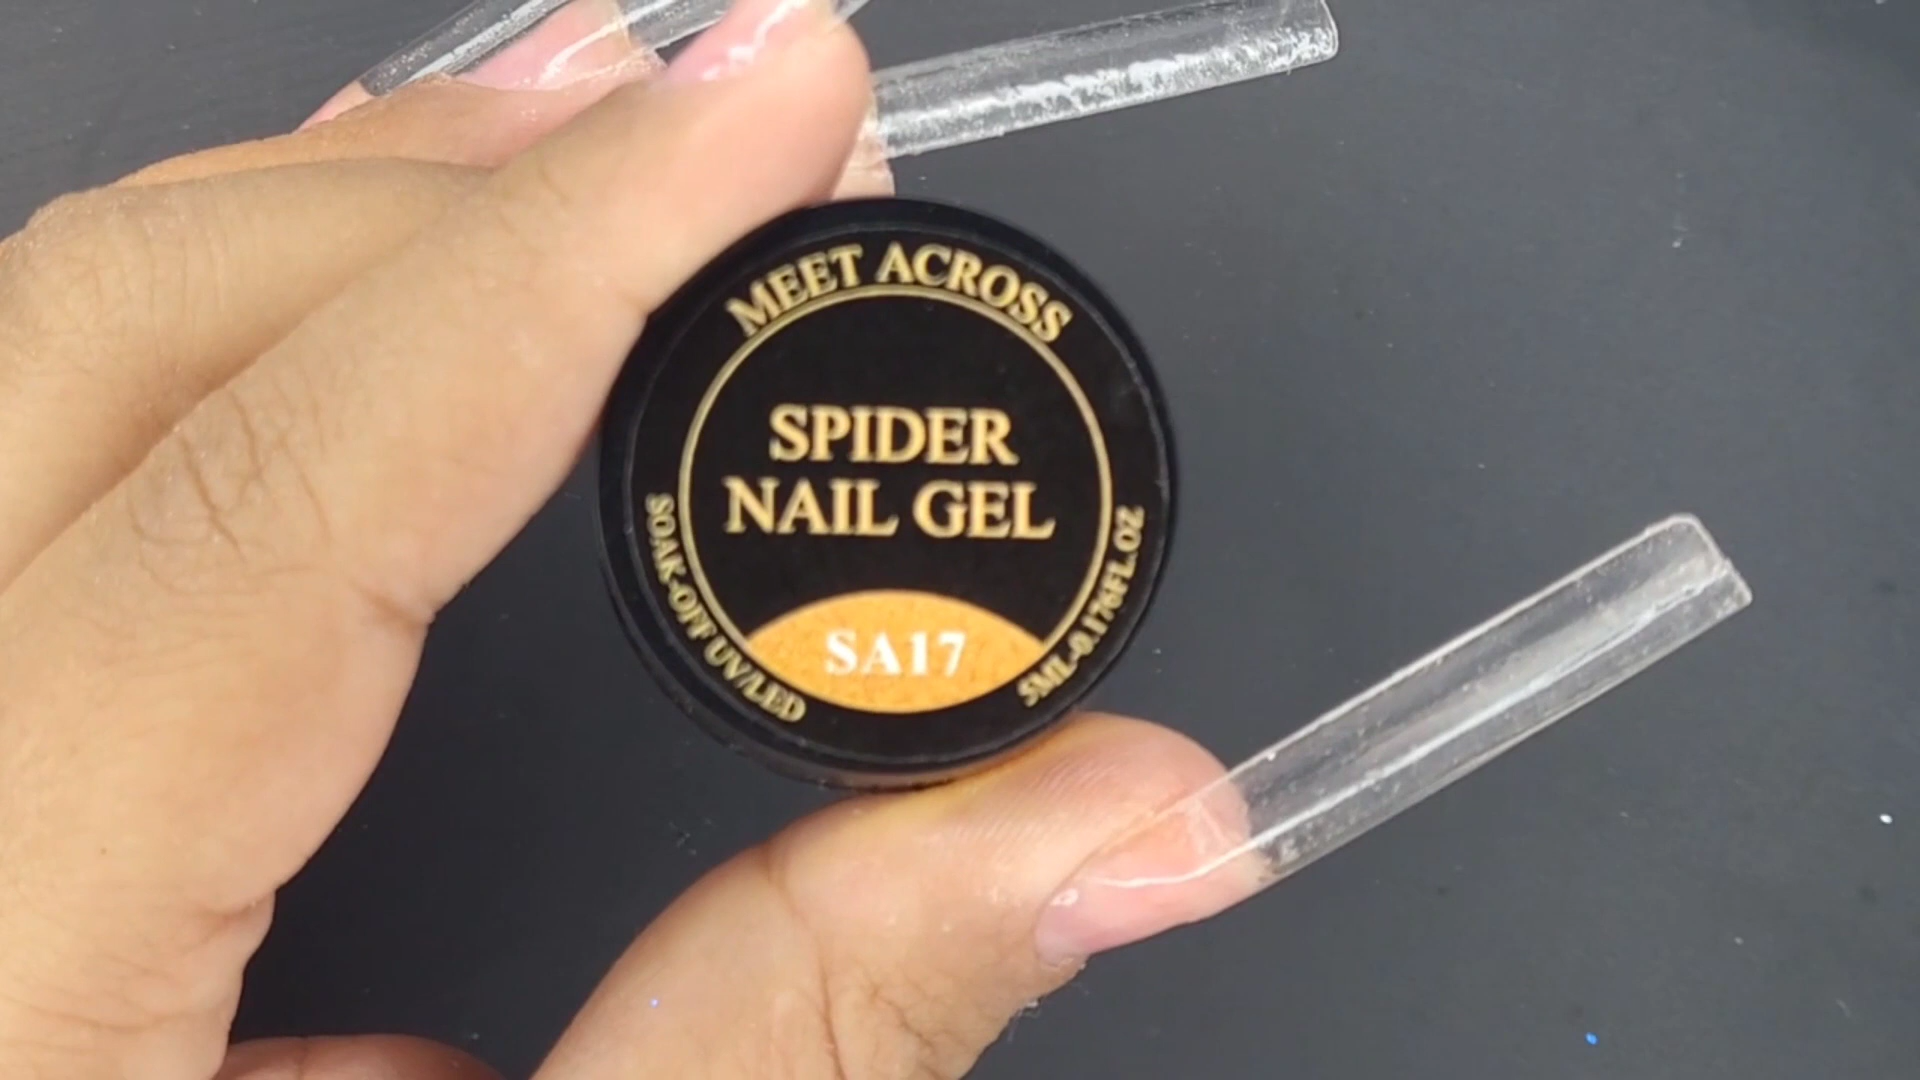 MEET ACROSS
SPIDER
NAIL GEL
SA17
SOAK-OFF UV/LED
5ML-0.176FL.OZ